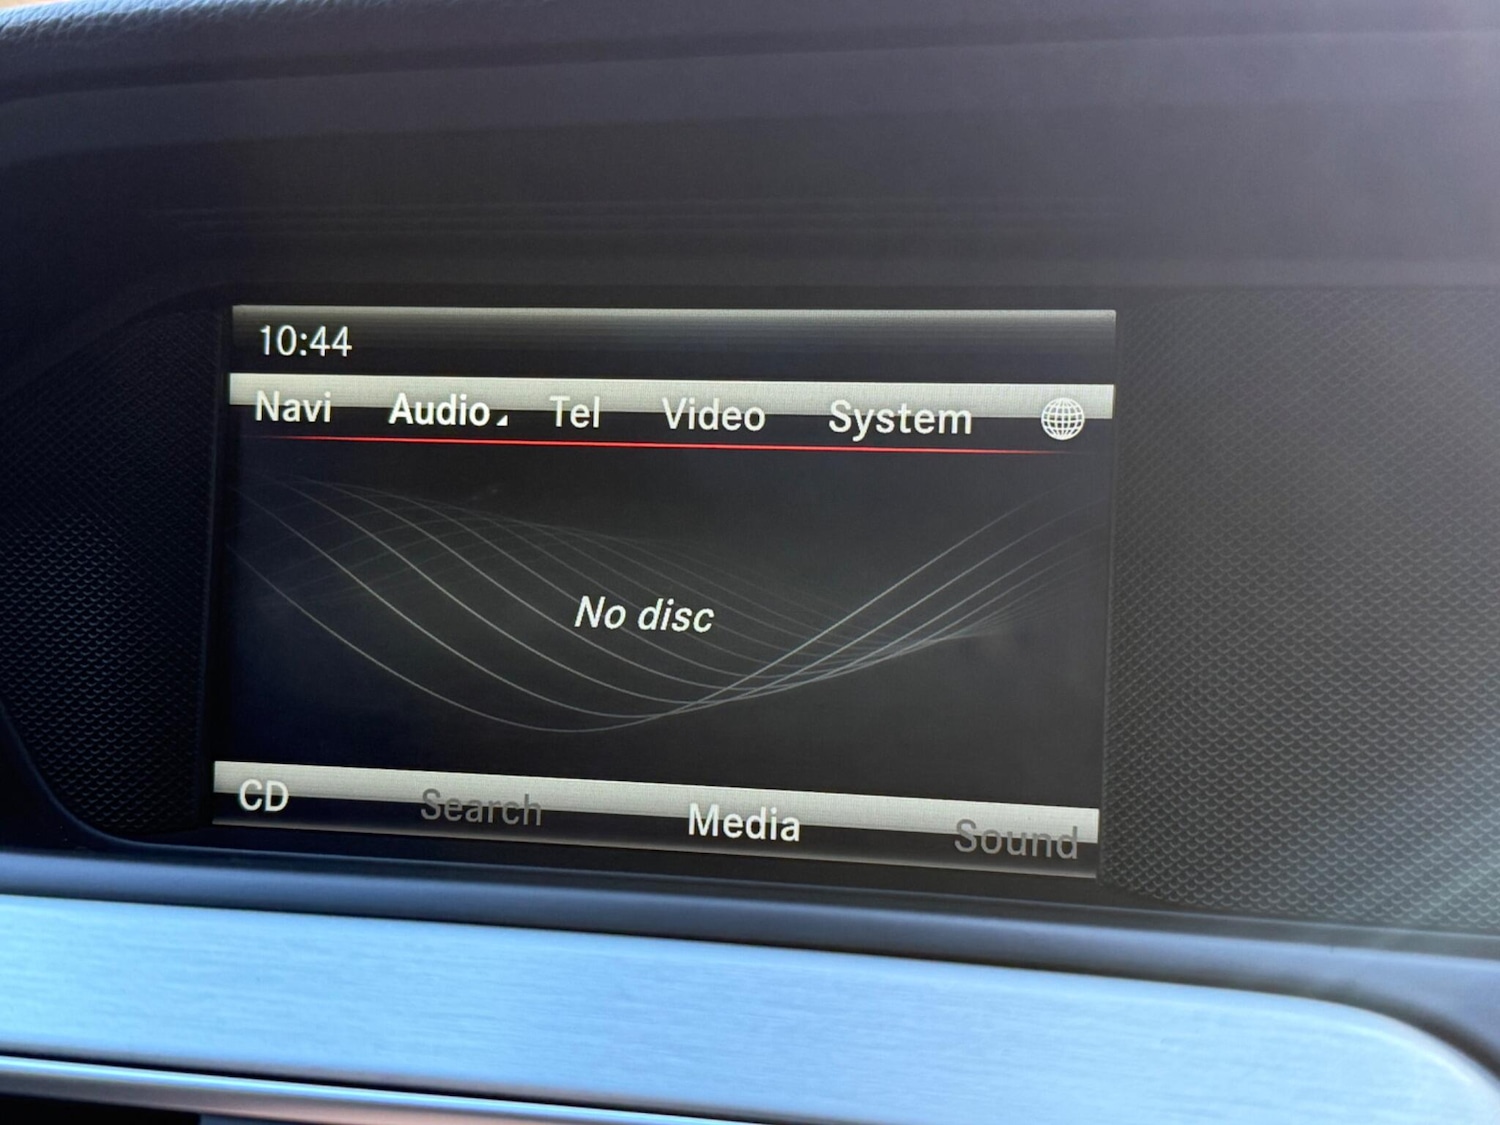 10:44
Navi Audio Tel Video System
No disc
CD Search Media Sound